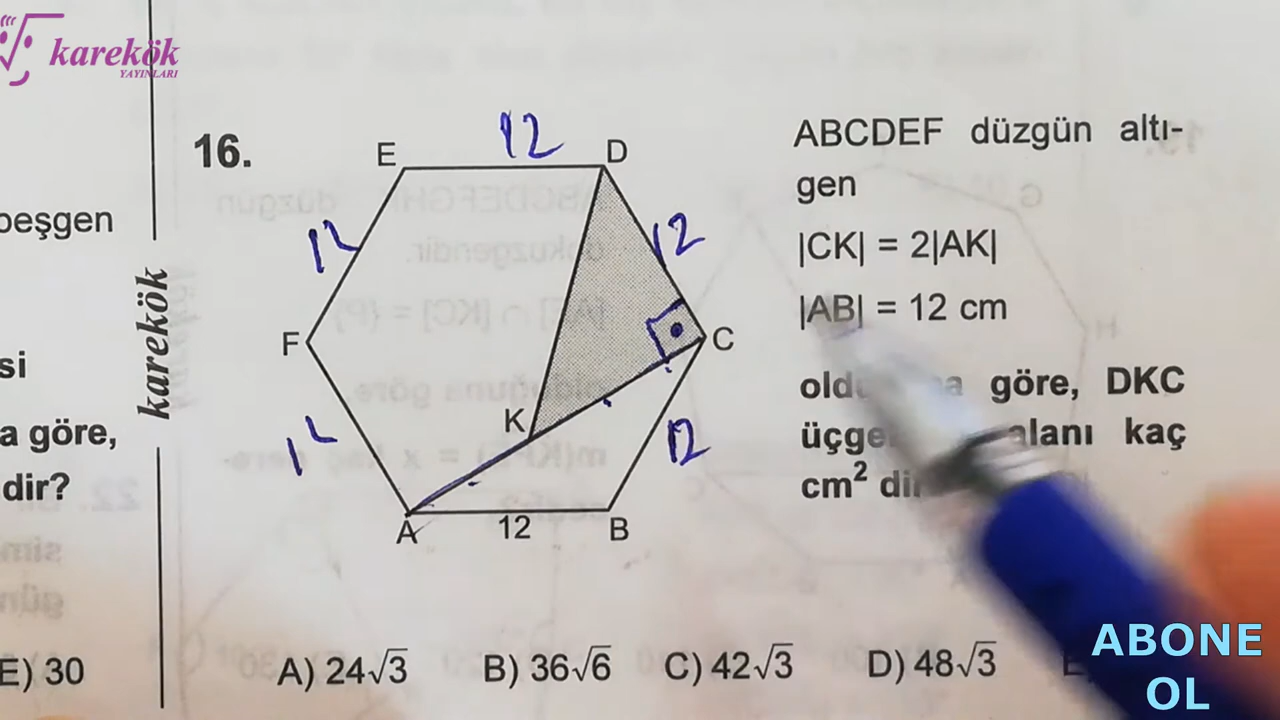 karekök
YAYINLARI
16.
E
12
D
12
12
F
C
12
12
K
A
12
B
ABCDEF düzgün altı-
gen
|CK| = 2|AK|
|AB| = 12 cm
göre, DKC
alanı kaç
cm²
A) 24√3 B) 36√6 C) 42√3 D) 48√3
beşgen
si
a göre,
dir?
E) 30
karekök
ABONE
OL